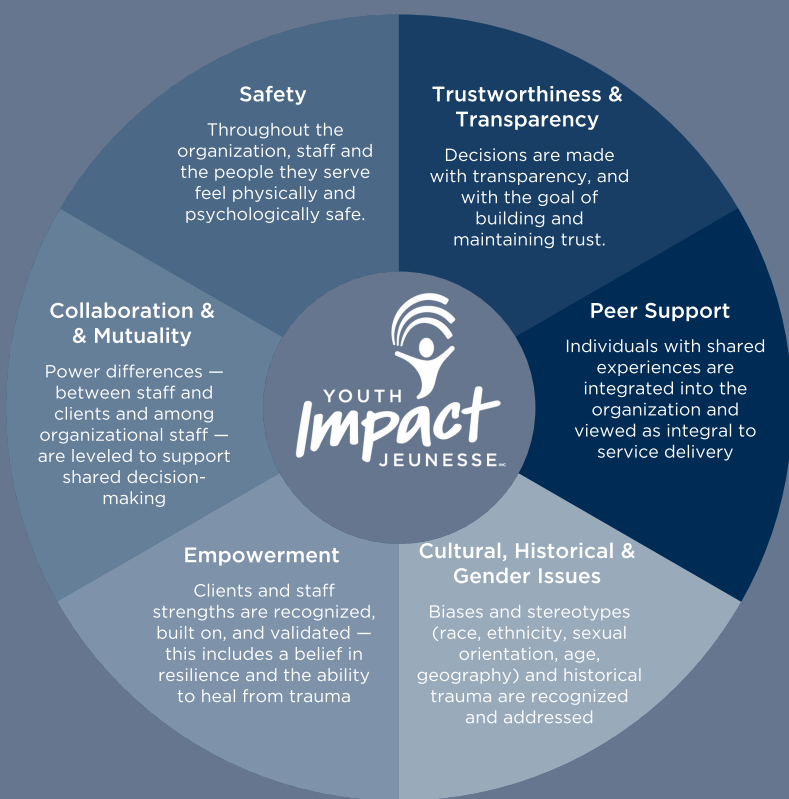 Safety
Throughout the
organization, staff and
the people they serve
feel physically and
psychologically safe.
Trustworthiness &
Transparency
Decisions are made
with transparency, and
with the goal of
building and
maintaining trust.
Peer Support
Individuals with shared
experiences are
integrated into the
organization and
viewed as integral to
service delivery
Cultural, Historical &
Gender Issues
Biases and stereotypes
(race, ethnicity, sexual
orientation, age,
geography) and historical
trauma are recognized
and addressed
Empowerment
Clients and staff
strengths are recognized,
built on, and validated —
this includes a belief in
resilience and the ability
to heal from trauma
Collaboration &
& Mutuality
Power differences —
between staff and
clients and among
organizational staff —
are leveled to support
shared decision-
making
YOUTH
Impact
JEUNESSE